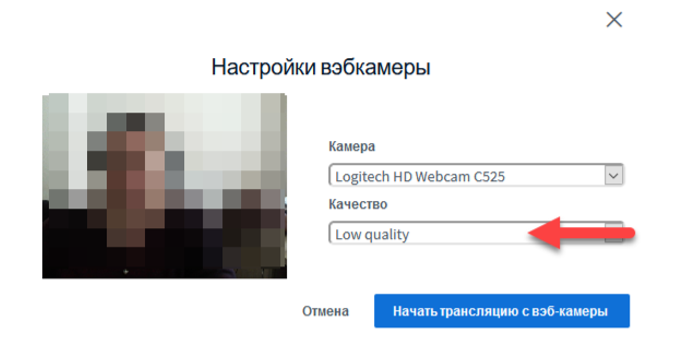 Настройки вэбкамеры
Камера
Logitech HD Webcam C525
Качество
Low quality
Отмена
Начать трансляцию с вэб-камеры